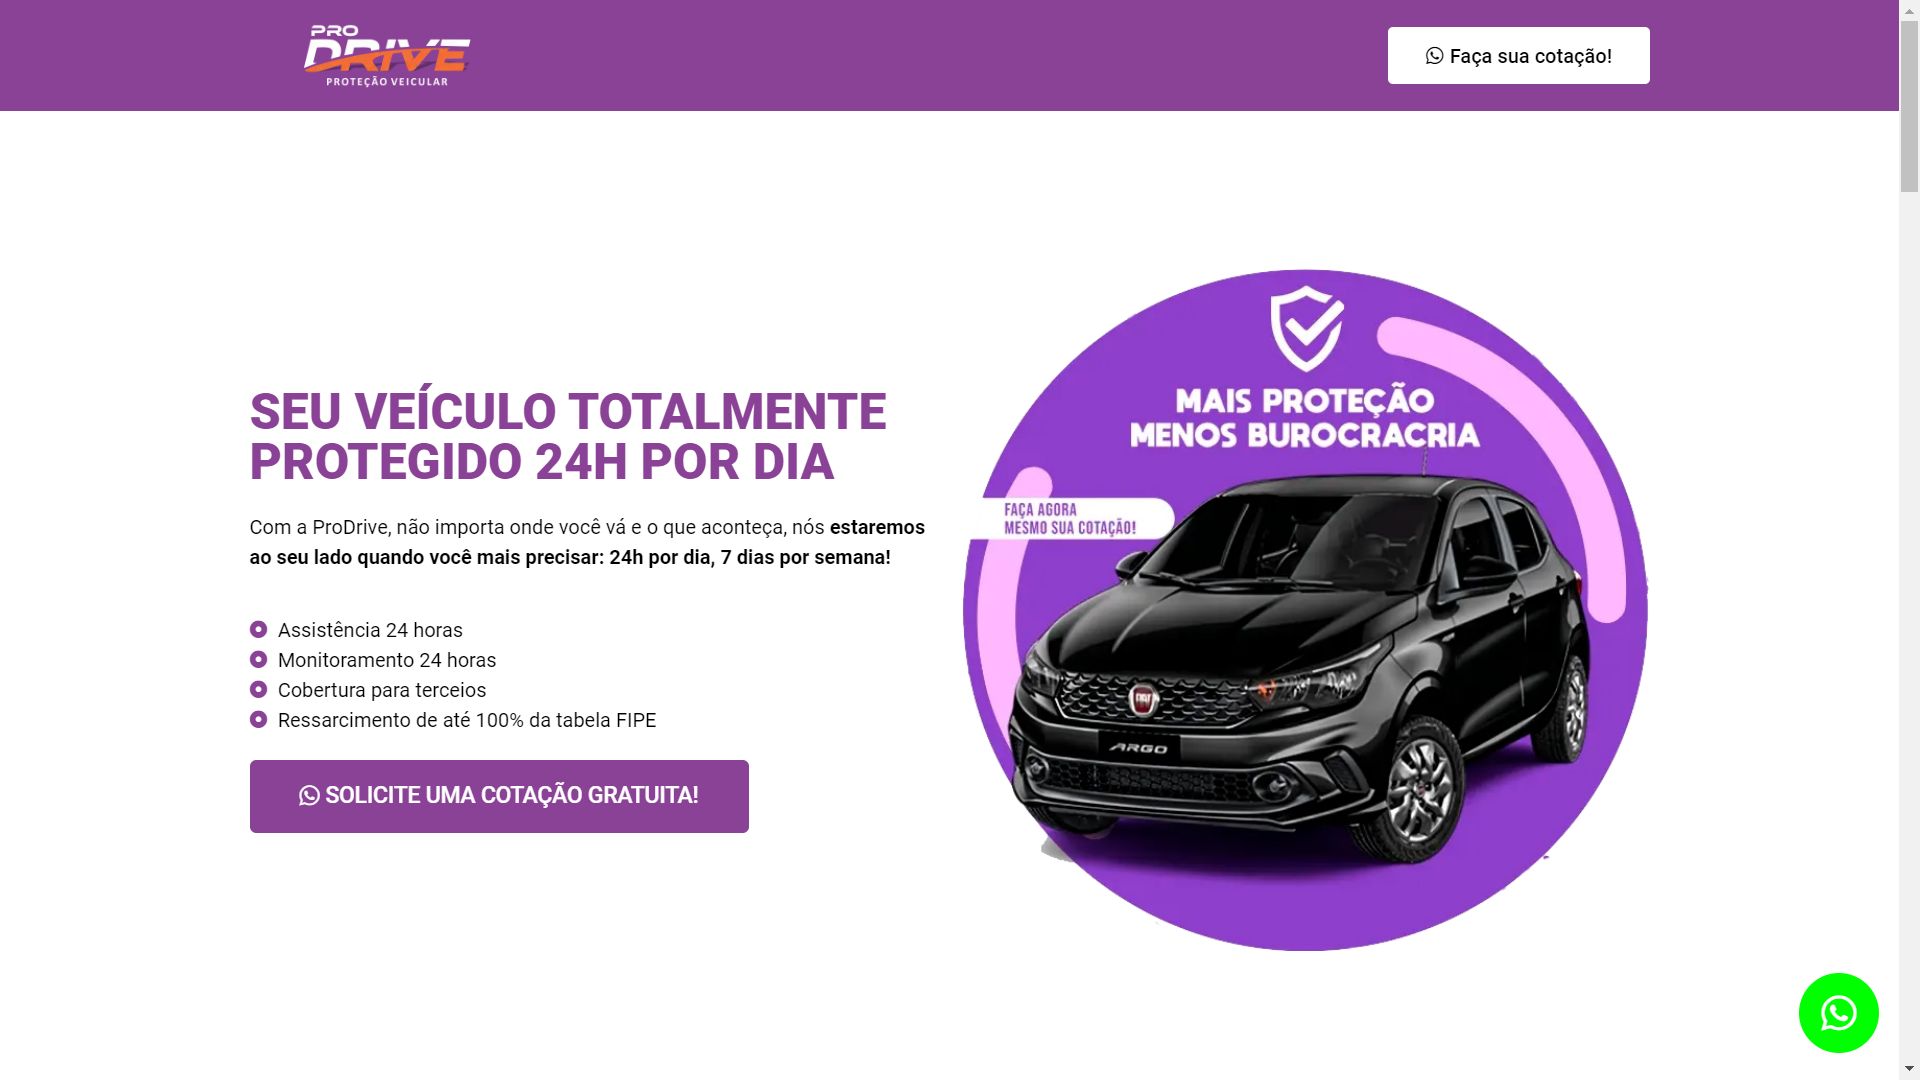 PRO
DRIVE
PROTEÇÃO VEICULAR
Faça sua cotação!
SEU VEÍCULO TOTALMENTE
PROTEGIDO 24H POR DIA
Com a ProDrive, não importa onde você vá e o que aconteça, nós estaremos
ao seu lado quando você mais precisar: 24h por dia, 7 dias por semana!
Assistência 24 horas
Monitoramento 24 horas
Cobertura para terceios
Ressarcimento de até 100% da tabela FIPE
SOLICITE UMA COTAÇÃO GRATUITA!
MAIS PROTEÇÃO
MENOS BUROCRACRIA
FAÇA AGORA
MESMO SUA COTAÇÃO!
FIAT
ARGO